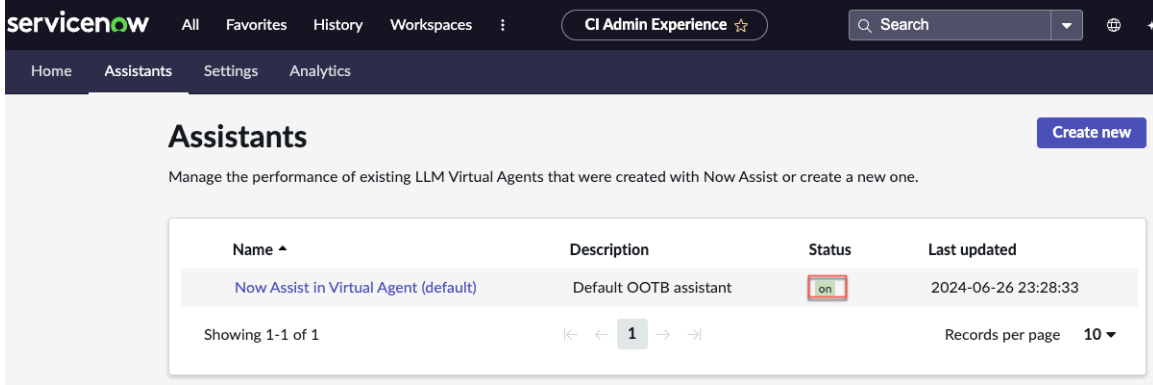 servicenow All Favorites History Workspaces CI Admin Experience Search
Home Assistants Settings Analytics
Assistants
Create new
Manage the performance of existing LLM Virtual Agents that were created with Now Assist or create a new one.
Name Description Status Last updated
Now Assist in Virtual Agent (default) Default OOTB assistant on 2024-06-26 23:28:33
Showing 1-1 of 1 1 Records per page 10